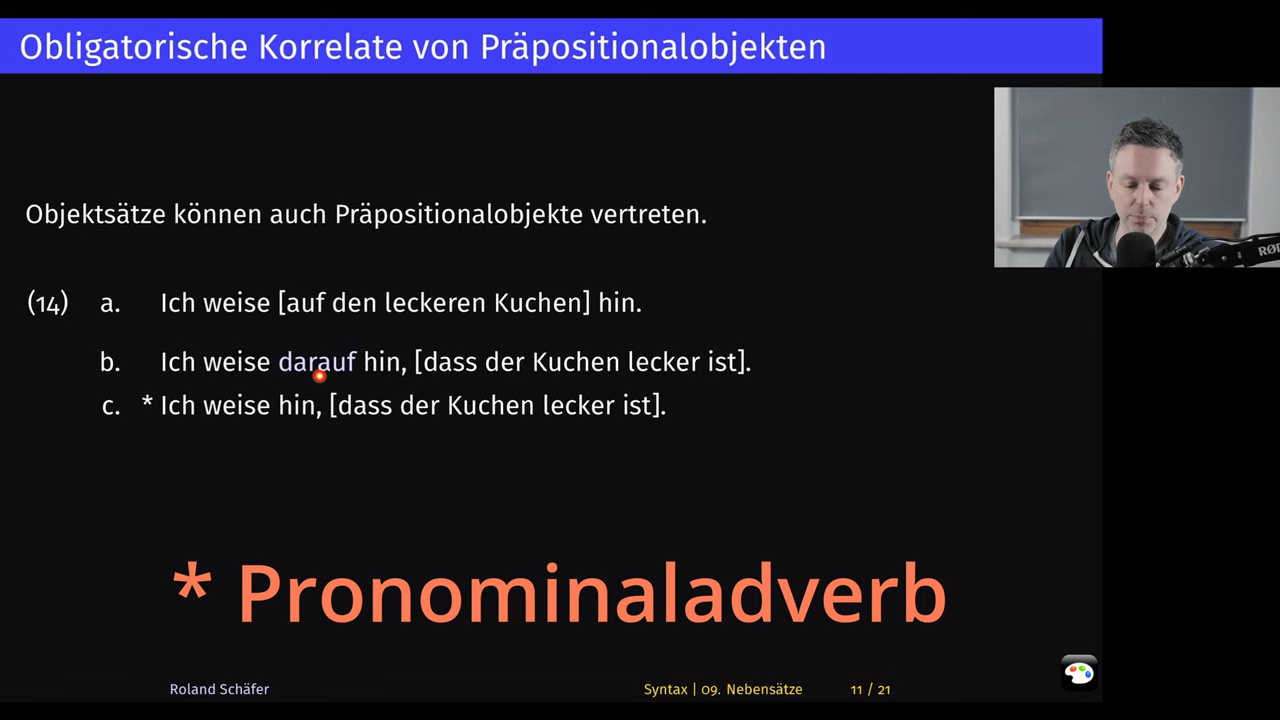 Obligatorische Korrelate von Präpositionalobjekten
Objektsätze können auch Präpositionalobjekte vertreten.
(14) a. Ich weise [auf den leckeren Kuchen] hin.
b. Ich weise darauf hin, [dass der Kuchen lecker ist].
c. * Ich weise hin, [dass der Kuchen lecker ist].
* Pronominaladverb
Roland Schäfer Syntax | 09. Nebensätze 11 / 21